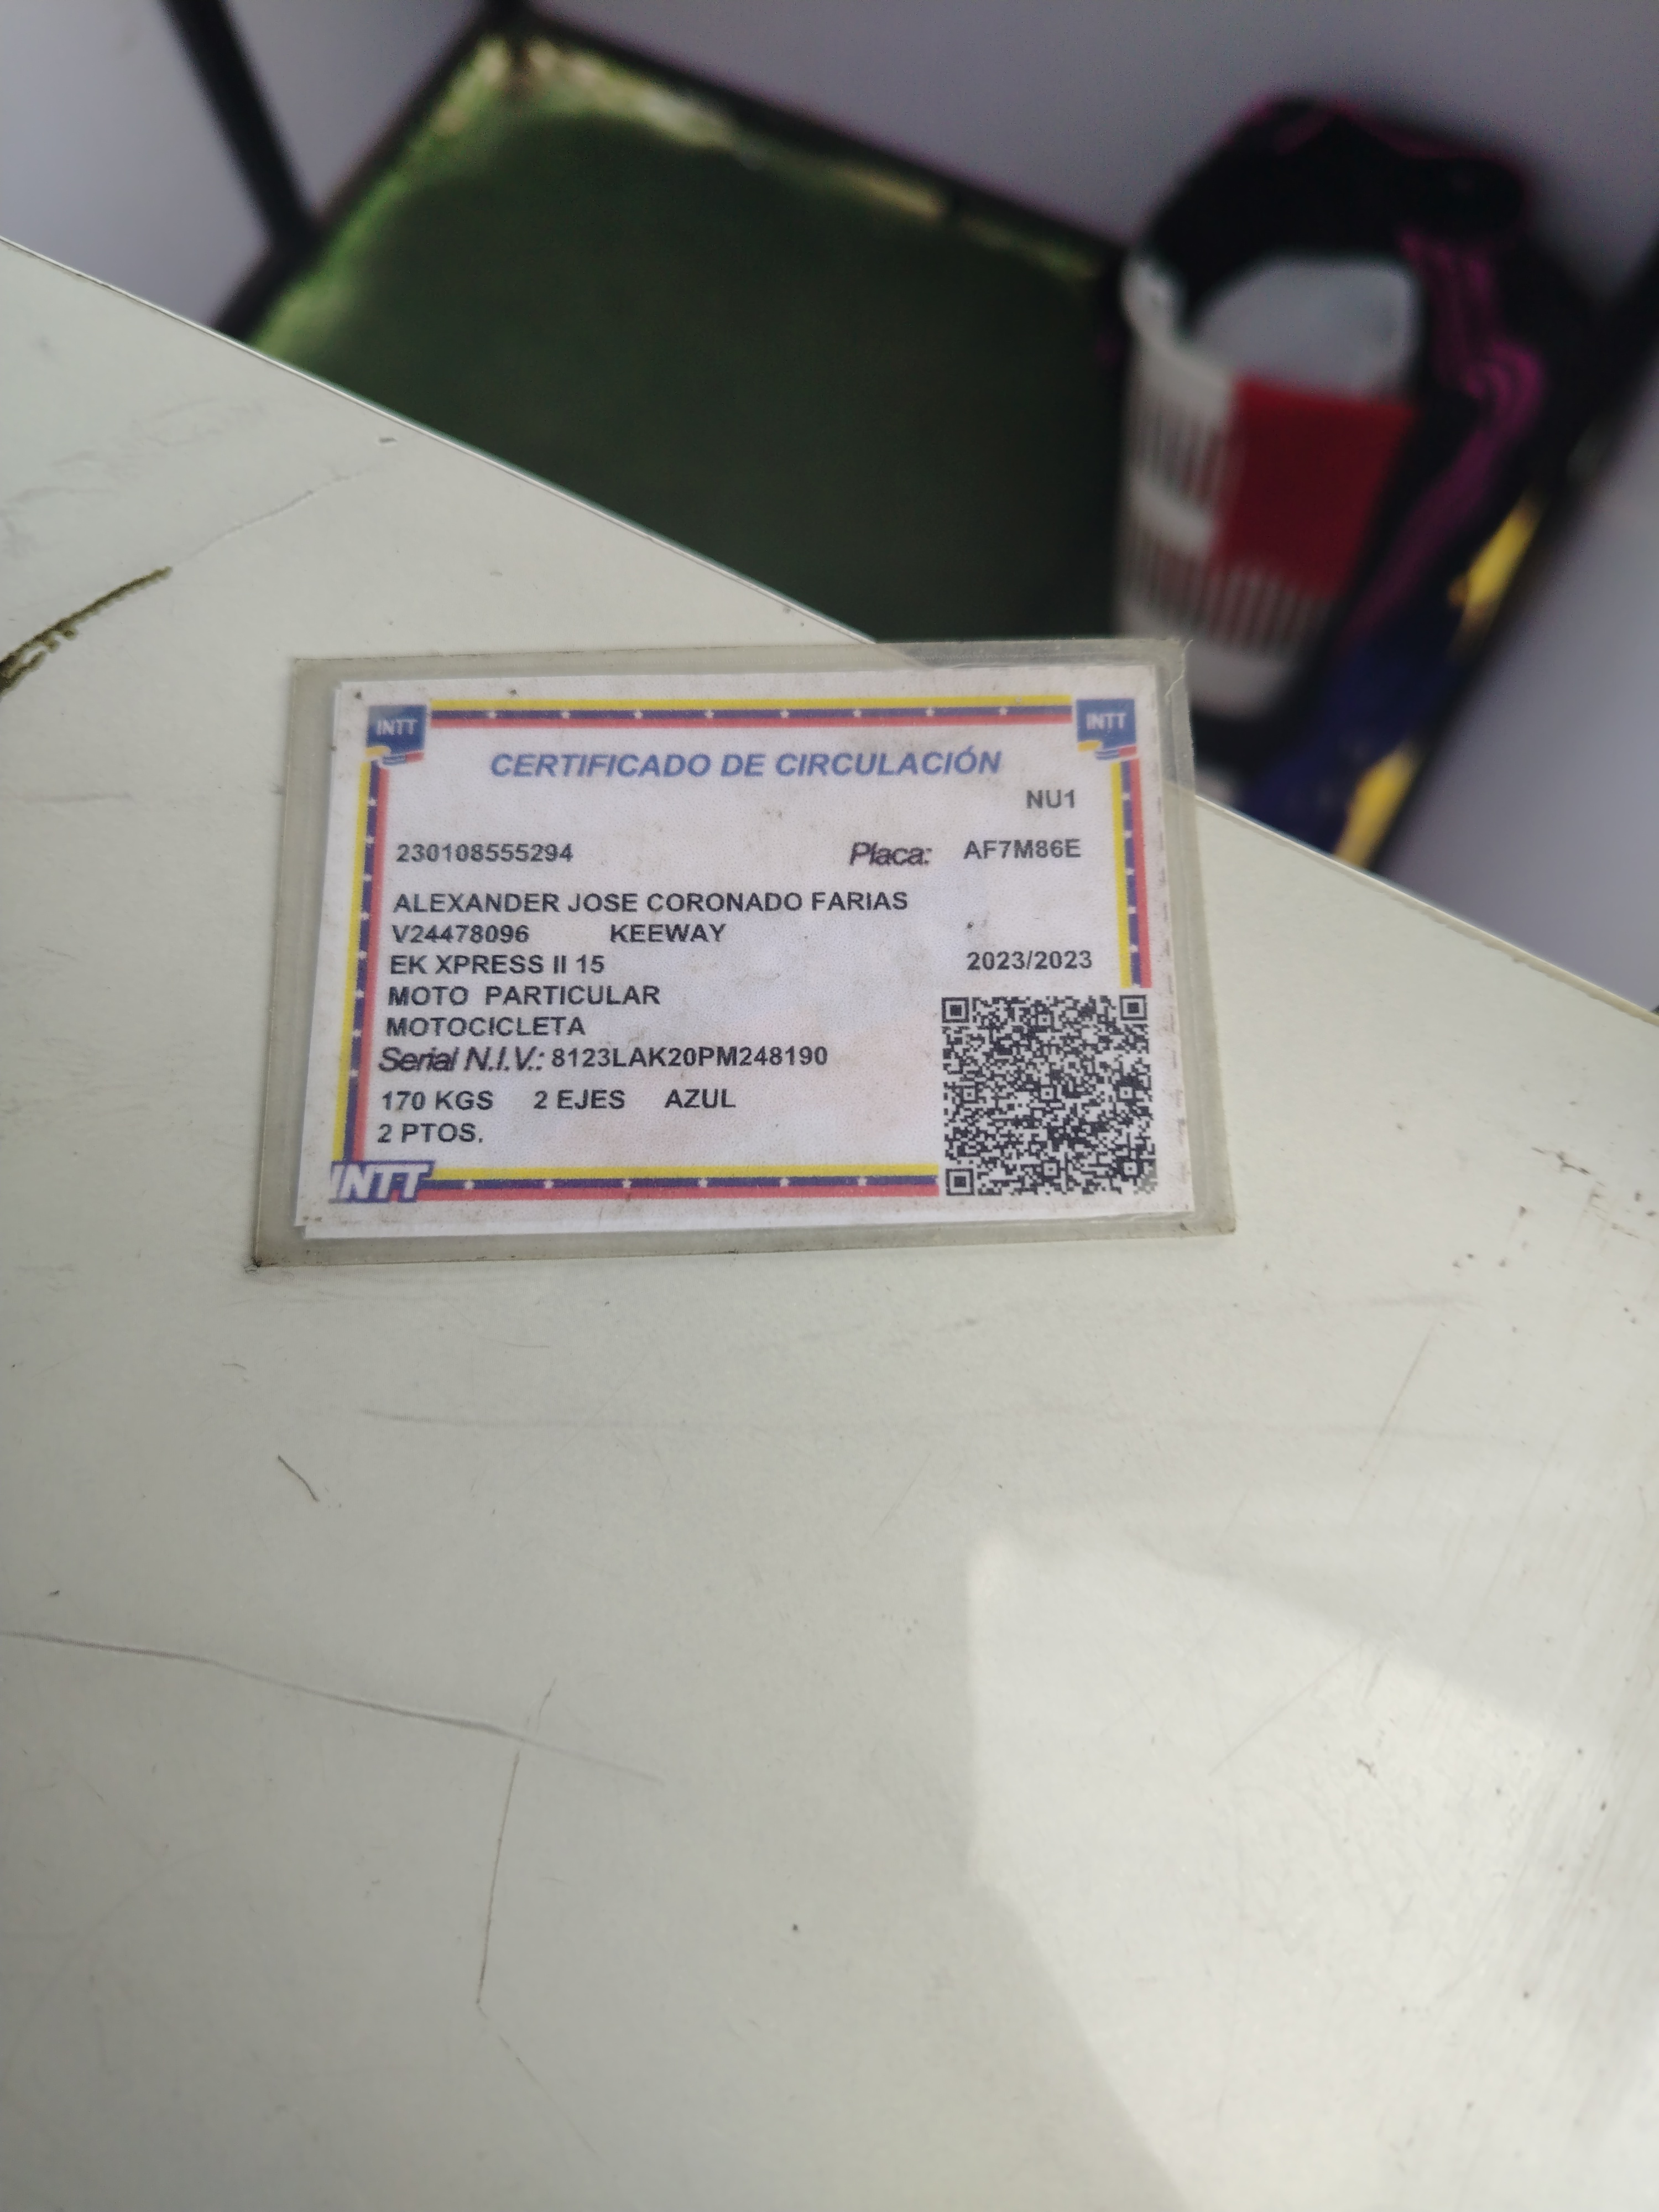 INTT INTT
CERTIFICADO DE CIRCULACIÓN
NU1
230108555294 Placa: AF7M86E
ALEXANDER JOSE CORONADO FARIAS
V24478096 KEEWAY
EK XPRESS II 15 2023/2023
MOTO PARTICULAR
MOTOCICLETA
Serial N.I.V.: 8123LAK20PM248190
170 KGS 2 EJES AZUL
2 PTOS.
INTT